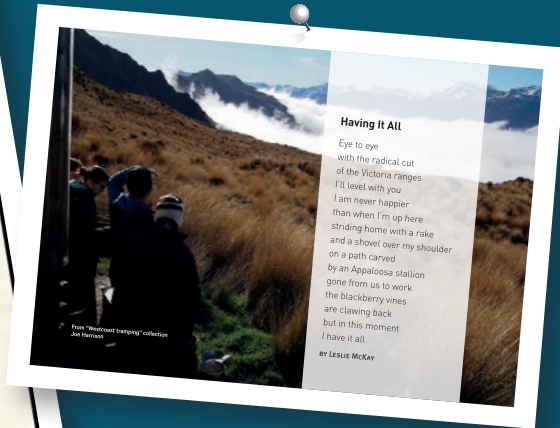 Having It All
Eye to eye
with the radical cut
of the Victoria ranges
I'll level with you
I am never happier
than when I'm up here
striding home with a rake
and a shovel over my shoulder
on a path carved
by an Appaloosa stallion
gone from us to work
the blackberry vines
are clawing back
but in this moment
I have it all
BY LESLIE MCKAY
From "Westcoast tramping" collection
Joe Harrison